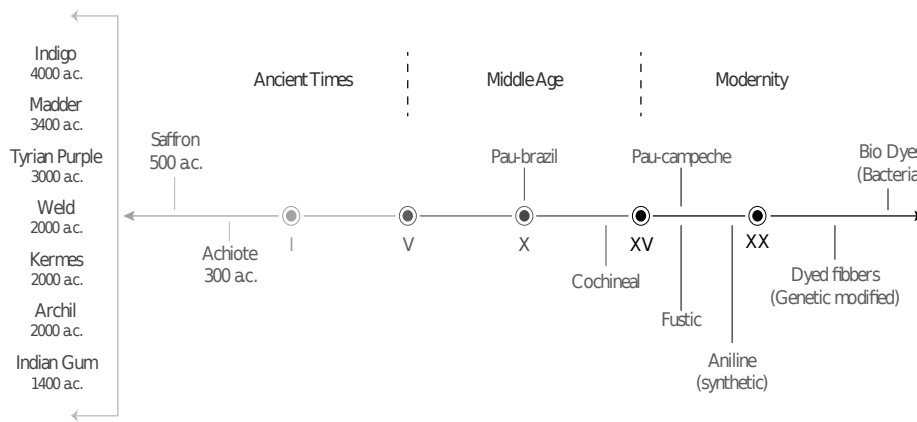 Indigo
4000 a.c.
Madder
3400 a.c.
Tyrian Purple
3000 a.c.
Weld
2000 a.c.
Kermes
2000 a.c.
Archil
2000 a.c.
Indian Gum
1400 a.c.
Ancient Times
Middle Age
Modernity
Saffron
500 a.c.
Pau-brazil
Pau-campeche
Bio Dyes
(Bacteria
I
V
X
XV
XX
Achiote
300 a.c.
Cochineal
Fustic
Aniline
(synthetic)
Dyed fibbers
(Genetic modified)